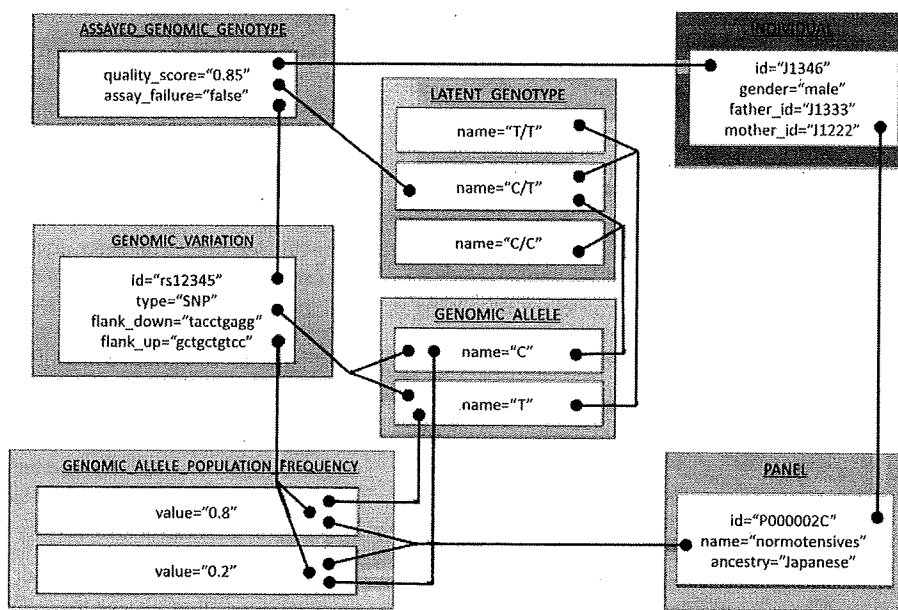 ASSAYED_GENOMIC_GENOTYPE
quality_score="0.85"
assay_failure="false"
INDIVIDUAL
id="J1346"
gender="male"
father_id="J1333"
mother_id="J1222"
LATENT_GENOTYPE
name="T/T"
name="C/T"
name="C/C"
GENOMIC_VARIATION
id="rs12345"
type="SNP"
flank_down="tacctgagg"
flank_up="gctgctgtcc"
GENOMIC_ALLELE
name="C"
name="T"
GENOMIC_ALLELE_POPULATION_FREQUENCY
value="0.8"
value="0.2"
PANEL
id="P000002C"
name="normotensives"
ancestry="Japanese"